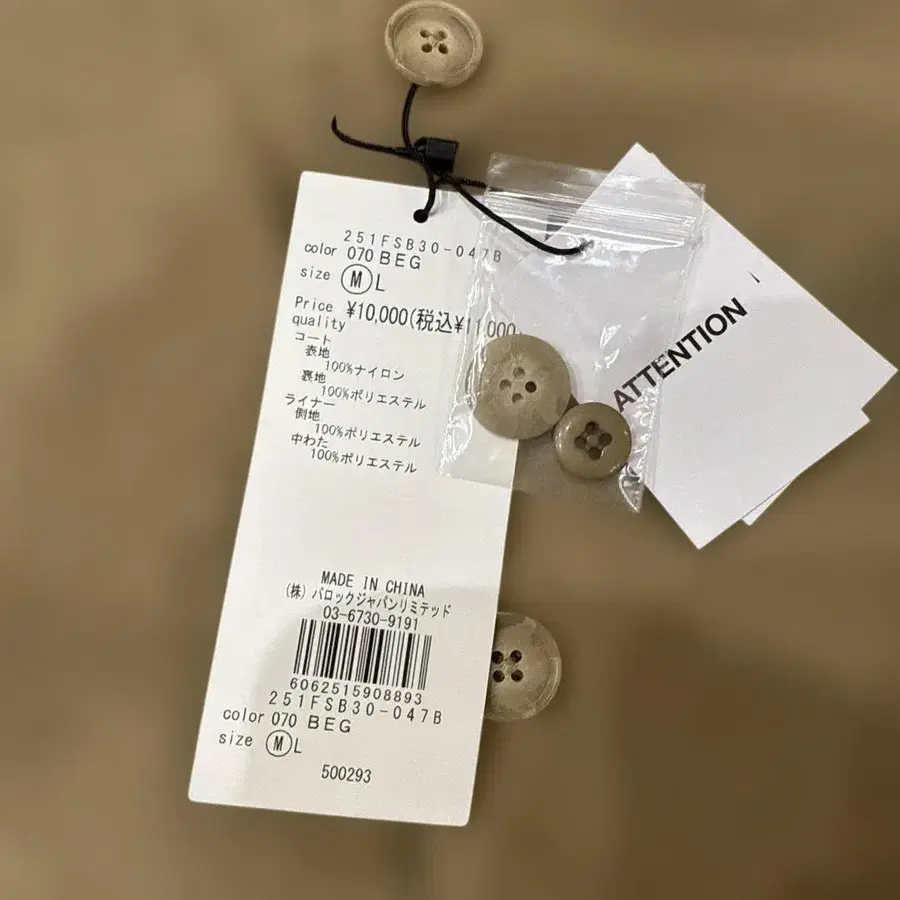 251FSB30-047B
color 070 BEG
size M L
Price ¥10,000(税込¥11,000)
quality
コート
表地
100%ナイロン
裏地
100%ポリエステル
ライナー
側地
100%ポリエステル
中わた
100%ポリエステル
MADE IN CHINA
(株)バロックジャパンリミテッド
03-6730-9191
6062515908893
251FSB30-047B
color 070 BEG
size M L
500293
ATTENTION